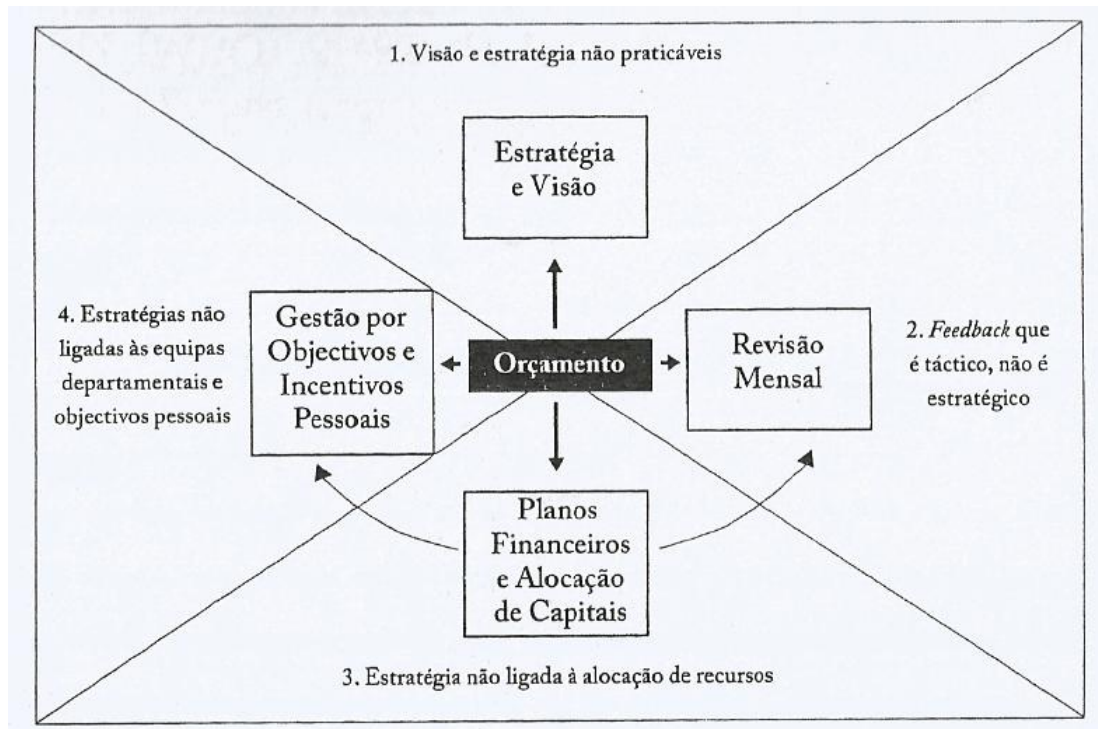 1. Visão e estratégia não praticáveis
Estratégia
e Visão
4. Estratégias não
ligadas às equipas
departamentais e
objectivos pessoais
Gestão por
Objectivos e
Incentivos
Pessoais
Orçamento
Revisão
Mensal
2. Feedback que
é táctico, não é
estratégico
Planos
Financeiros
e Alocação
de Capitais
3. Estratégia não ligada à alocação de recursos